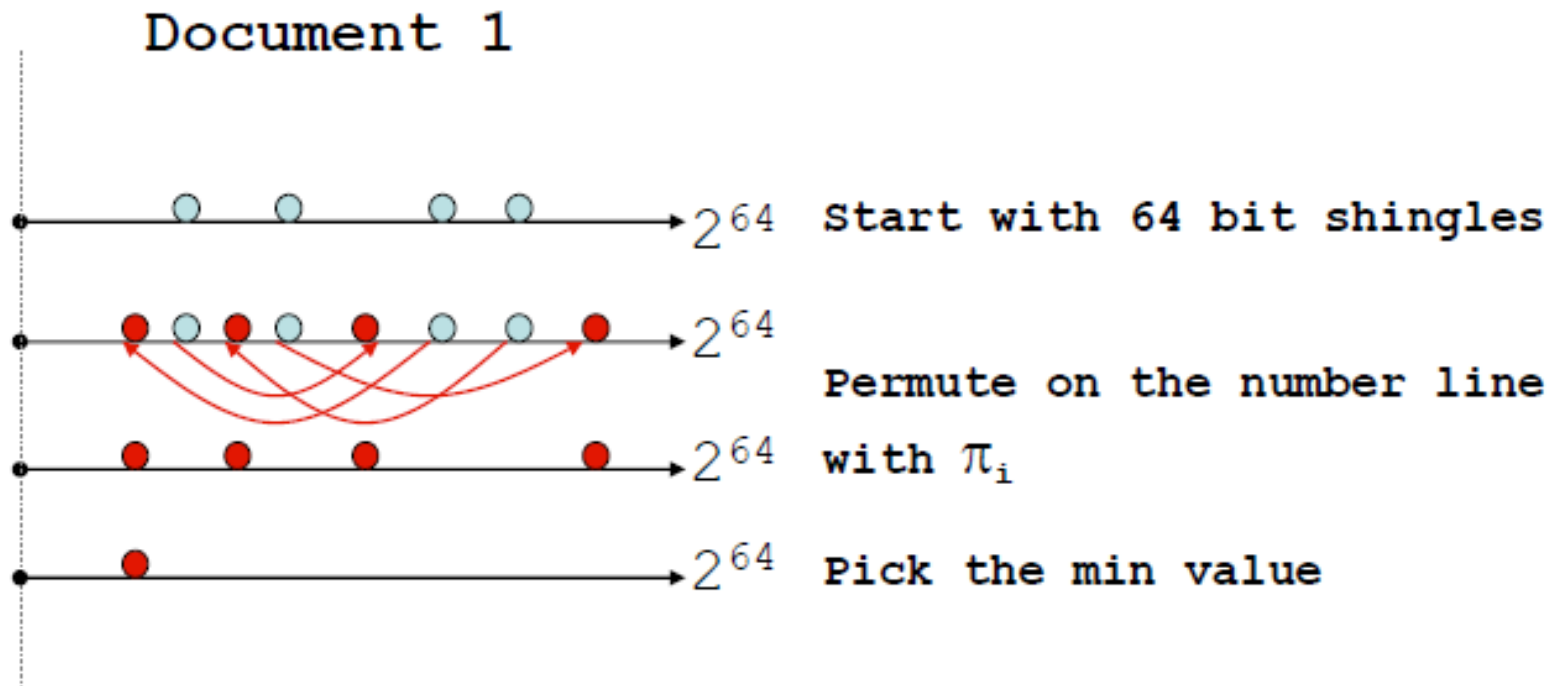 Document 1
2^64 Start with 64 bit shingles
2^64
Permute on the number line
2^64 with π_i
2^64 Pick the min value